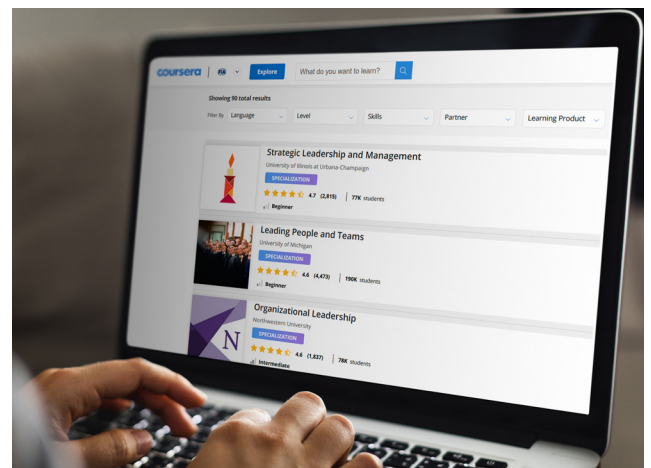 coursera
Explore
What do you want to learn?
Showing 90 total results
Filter By
Language
Level
Skills
Partner
Learning Product
Strategic Leadership and Management
University of Illinois at Urbana-Champaign
SPECIALIZATION
4.7 (2,815) | 77K students
Beginner
Leading People and Teams
University of Michigan
SPECIALIZATION
4.6 (4,473) | 190K students
Beginner
Organizational Leadership
Northwestern University
SPECIALIZATION
4.6 (1,837) | 78K students
Intermediate
N